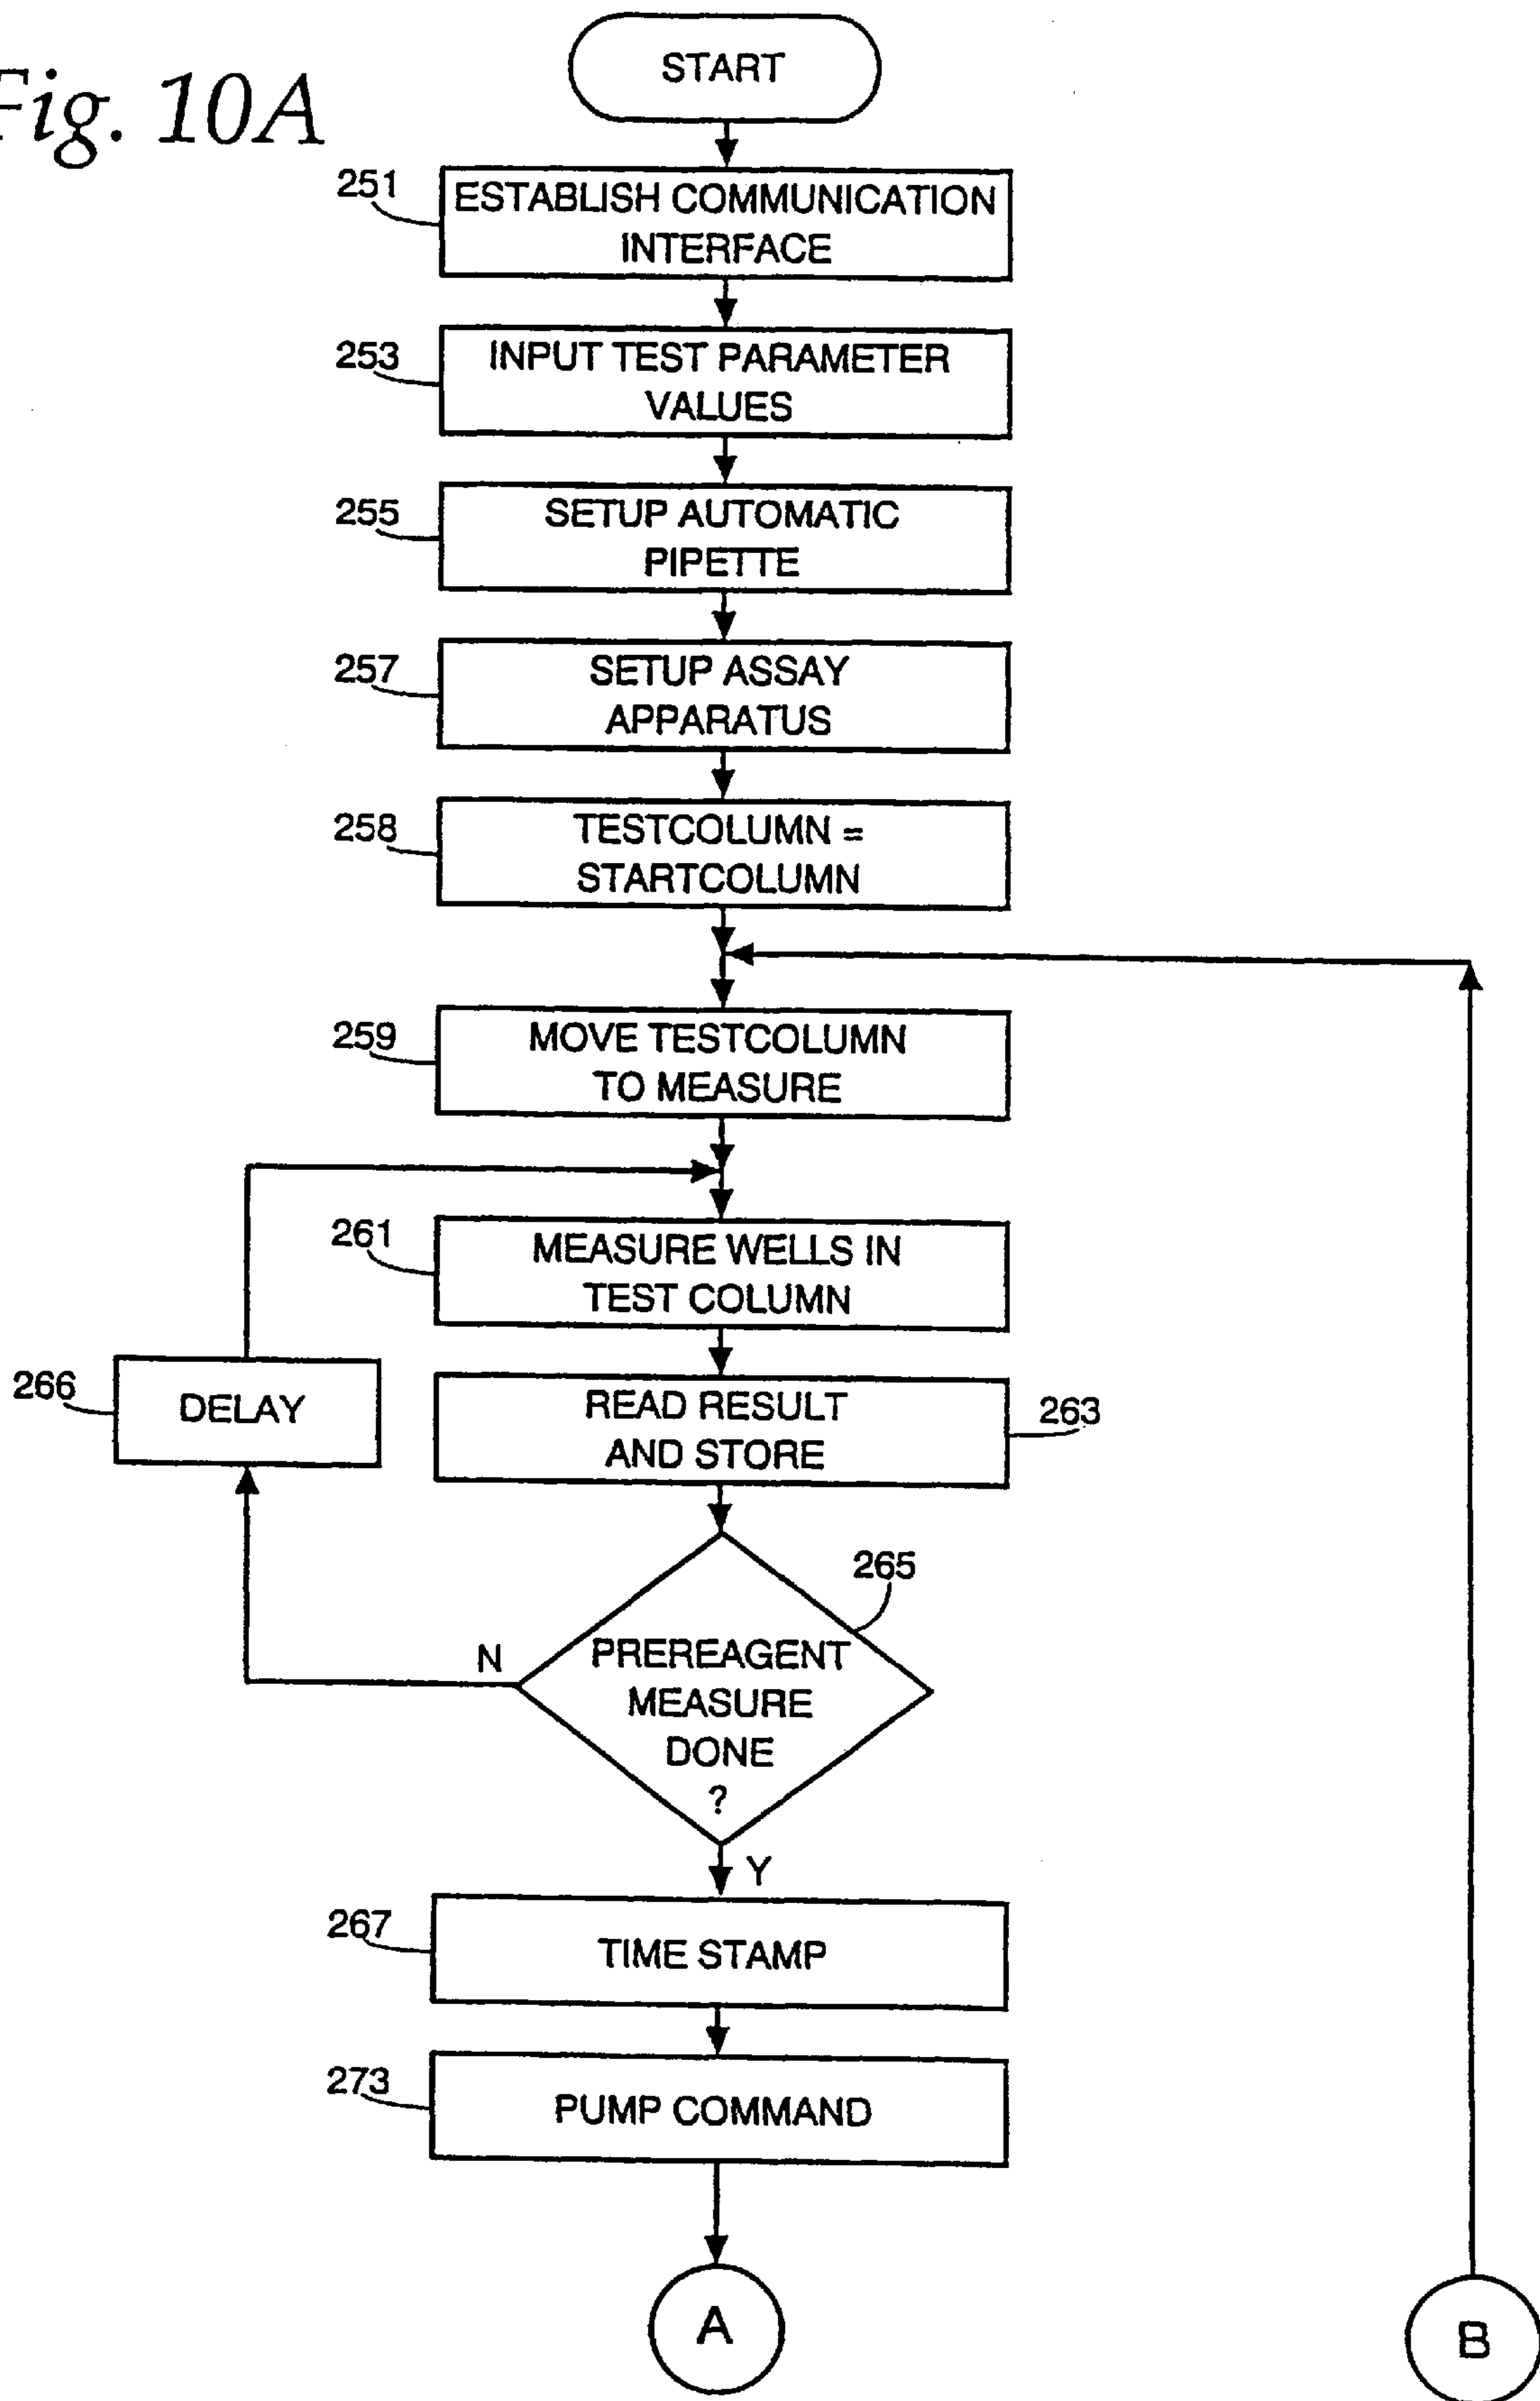 Fig. 10A
START
251
ESTABLISH COMMUNICATION
INTERFACE
253
INPUT TEST PARAMETER
VALUES
255
SETUP AUTOMATIC
PIPETTE
257
SETUP ASSAY
APPARATUS
258
TESTCOLUMN =
STARTCOLUMN
259
MOVE TESTCOLUMN
TO MEASURE
261
MEASURE WELLS IN
TEST COLUMN
266
DELAY
READ RESULT
AND STORE
263
265
N
PREREAGENT
MEASURE
DONE
?
Y
267
TIME STAMP
273
PUMP COMMAND
A
B